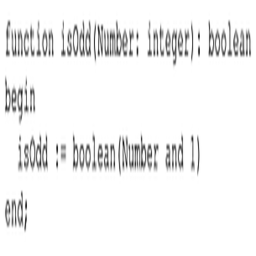 function isOdd(Number: integer): boolean
begin
isOdd := boolean(Number and 1)
end;